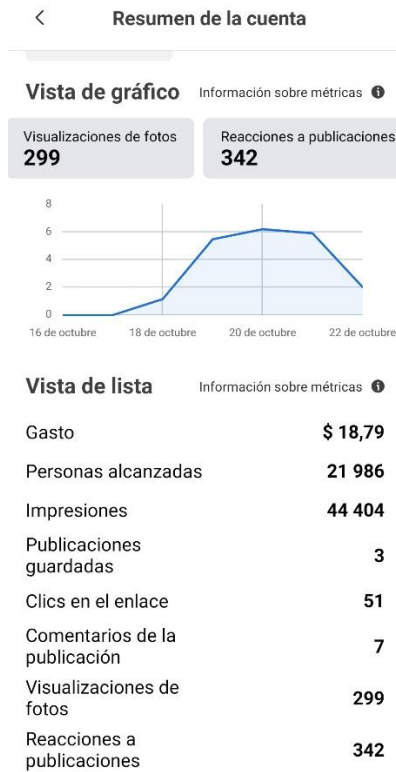 Resumen de la cuenta
Vista de gráfico Información sobre métricas
Visualizaciones de fotos Reacciones a publicaciones
299 342
8
6
4
2
0
16 de octubre 18 de octubre 20 de octubre 22 de octubre
Vista de lista Información sobre métricas
Gasto $ 18,79
Personas alcanzadas 21 986
Impresiones 44 404
Publicaciones
guardadas 3
Clics en el enlace 51
Comentarios de la
publicación 7
Visualizaciones de
fotos 299
Reacciones a
publicaciones 342